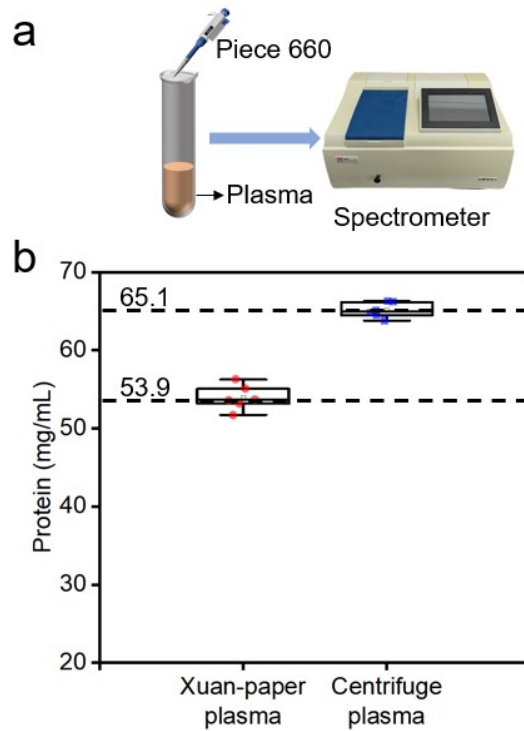 a
Piece 660
Plasma
Spectrometer
b
70
65.1
60
53.9
50
40
30
20
Protein (mg/mL)
Xuan-paper
plasma
Centrifuge
plasma